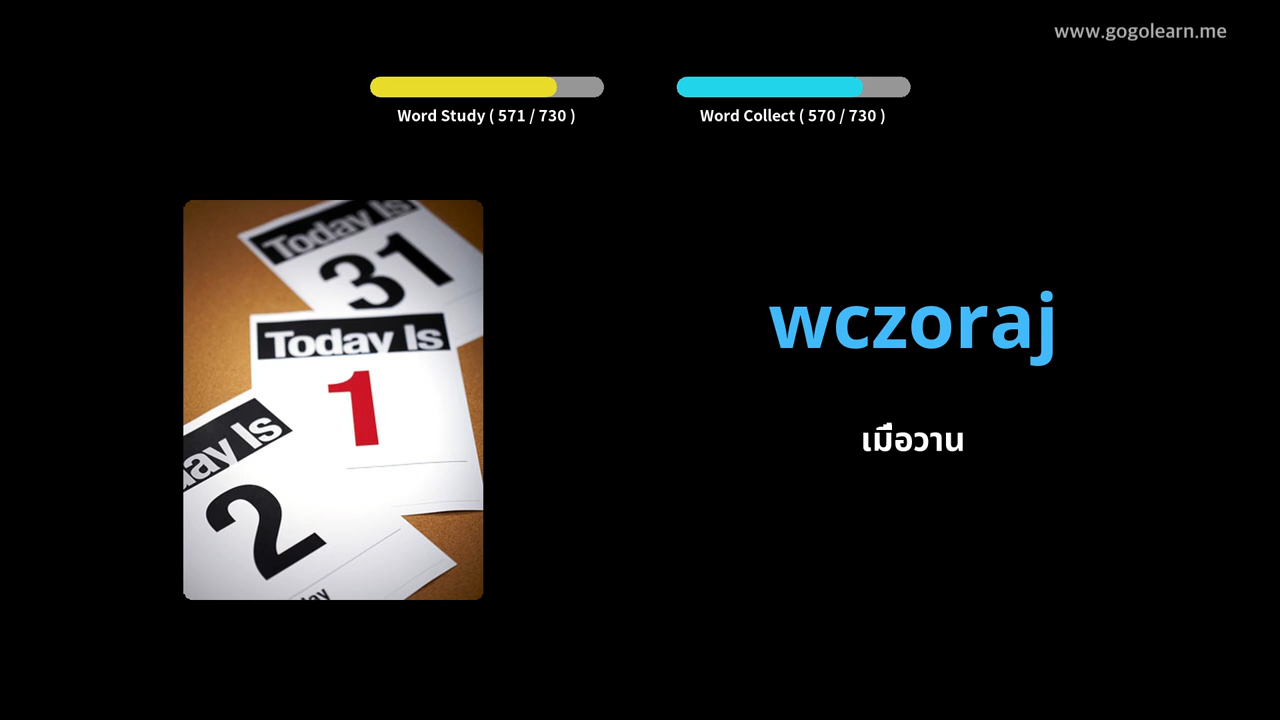 www.gogolearn.me
Word Study ( 571 / 730 )
Word Collect ( 570 / 730 )
Today Is
31
Today Is
1
ay Is
2
wczoraj
เมื่อวาน